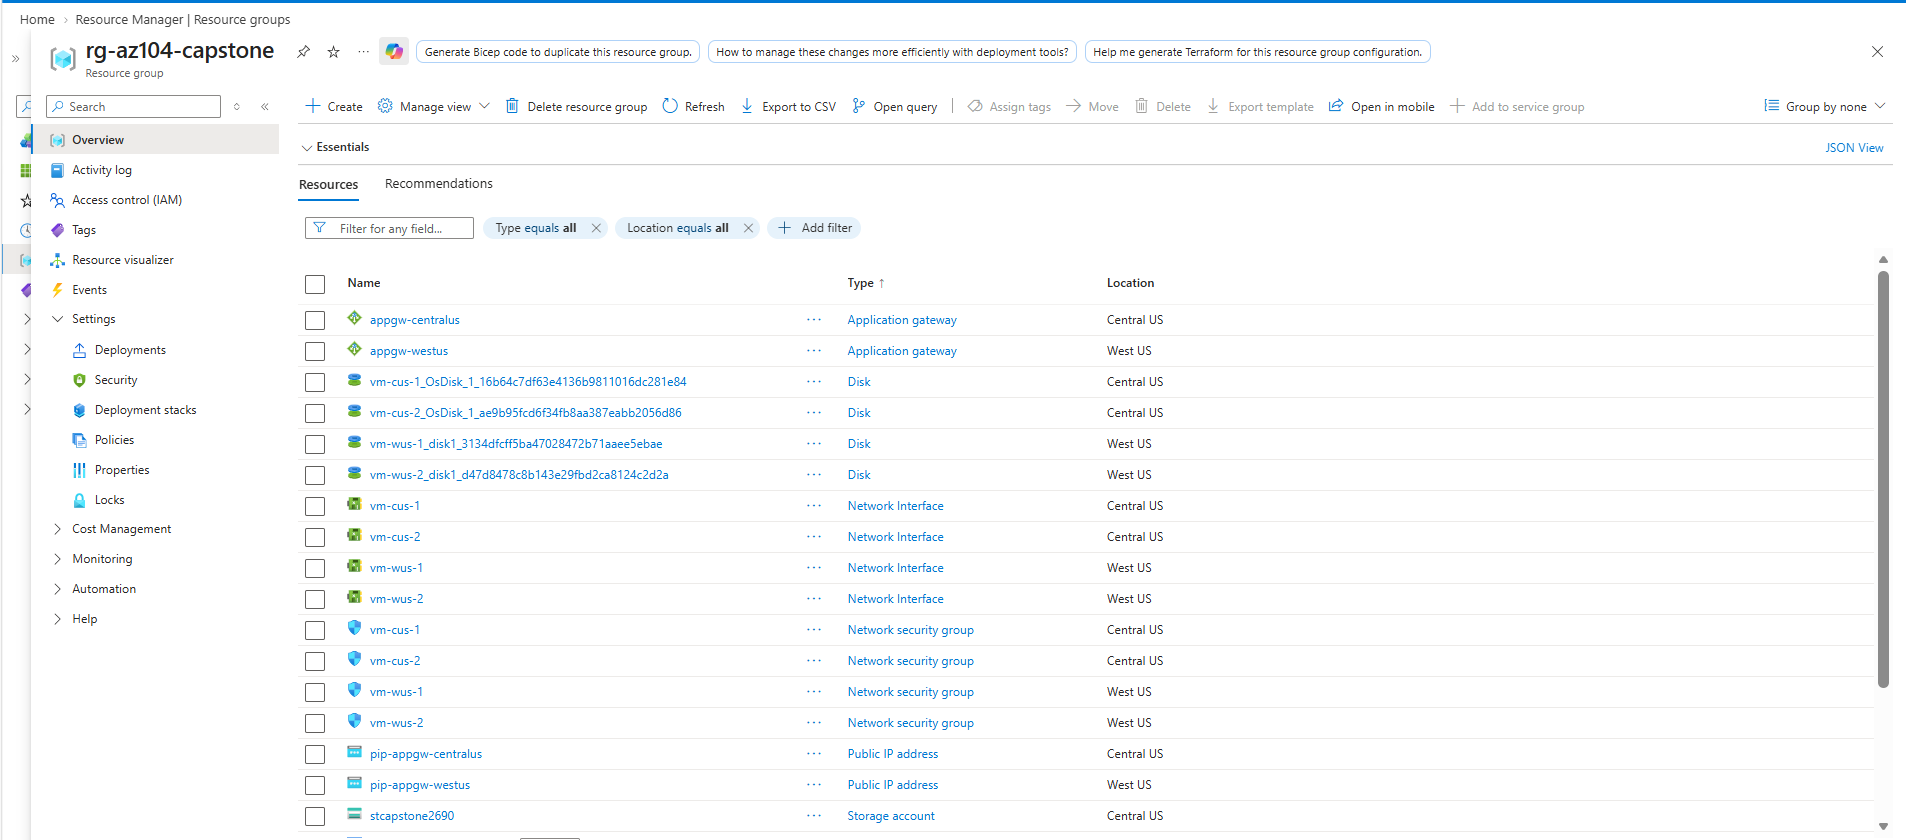 Home › Resource Manager | Resource groups
rg-az104-capstone
Resource group
Generate Bicep code to duplicate this resource group.
How to manage these changes more efficiently with deployment tools?
Help me generate Terraform for this resource group configuration.
Search
Create
Manage view
Delete resource group
Refresh
Export to CSV
Open query
Assign tags
Move
Delete
Export template
Open in mobile
Add to service group
Group by none
Overview
Activity log
Access control (IAM)
Tags
Resource visualizer
Events
Settings
Deployments
Security
Deployment stacks
Policies
Properties
Locks
Cost Management
Monitoring
Automation
Help
Essentials
JSON View
Resources
Recommendations
Filter for any field...
Type equals all
Location equals all
Add filter
Name Type ↑ Location
appgw-centralus ... Application gateway Central US
appgw-westus ... Application gateway West US
vm-cus-1_OsDisk_1_16b64c7df63e4136b9811016dc281e84 ... Disk Central US
vm-cus-2_OsDisk_1_ae9b95fcd6f34fb8aa387eabb2056d86 ... Disk Central US
vm-wus-1_disk1_3134dfcff5ba47028472b71aaee5ebae ... Disk West US
vm-wus-2_disk1_d47d8478c8b143e29fbd2ca8124c2d2a ... Disk West US
vm-cus-1 ... Network Interface Central US
vm-cus-2 ... Network Interface Central US
vm-wus-1 ... Network Interface West US
vm-wus-2 ... Network Interface West US
vm-cus-1 ... Network security group Central US
vm-cus-2 ... Network security group Central US
vm-wus-1 ... Network security group West US
vm-wus-2 ... Network security group West US
pip-appgw-centralus ... Public IP address Central US
pip-appgw-westus ... Public IP address West US
stcapstone2690 ... Storage account Central US